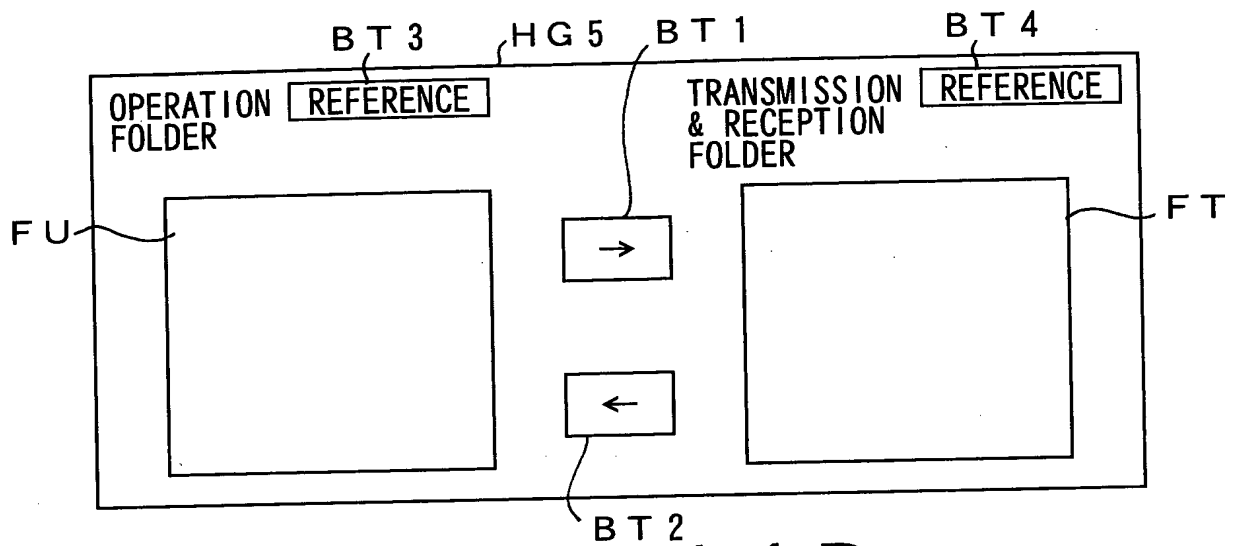 BT3
HG5
BT1
BT4
OPERATION FOLDER
REFERENCE
TRANSMISSION & RECEPTION FOLDER
REFERENCE
FU
→
FT
←
BT2